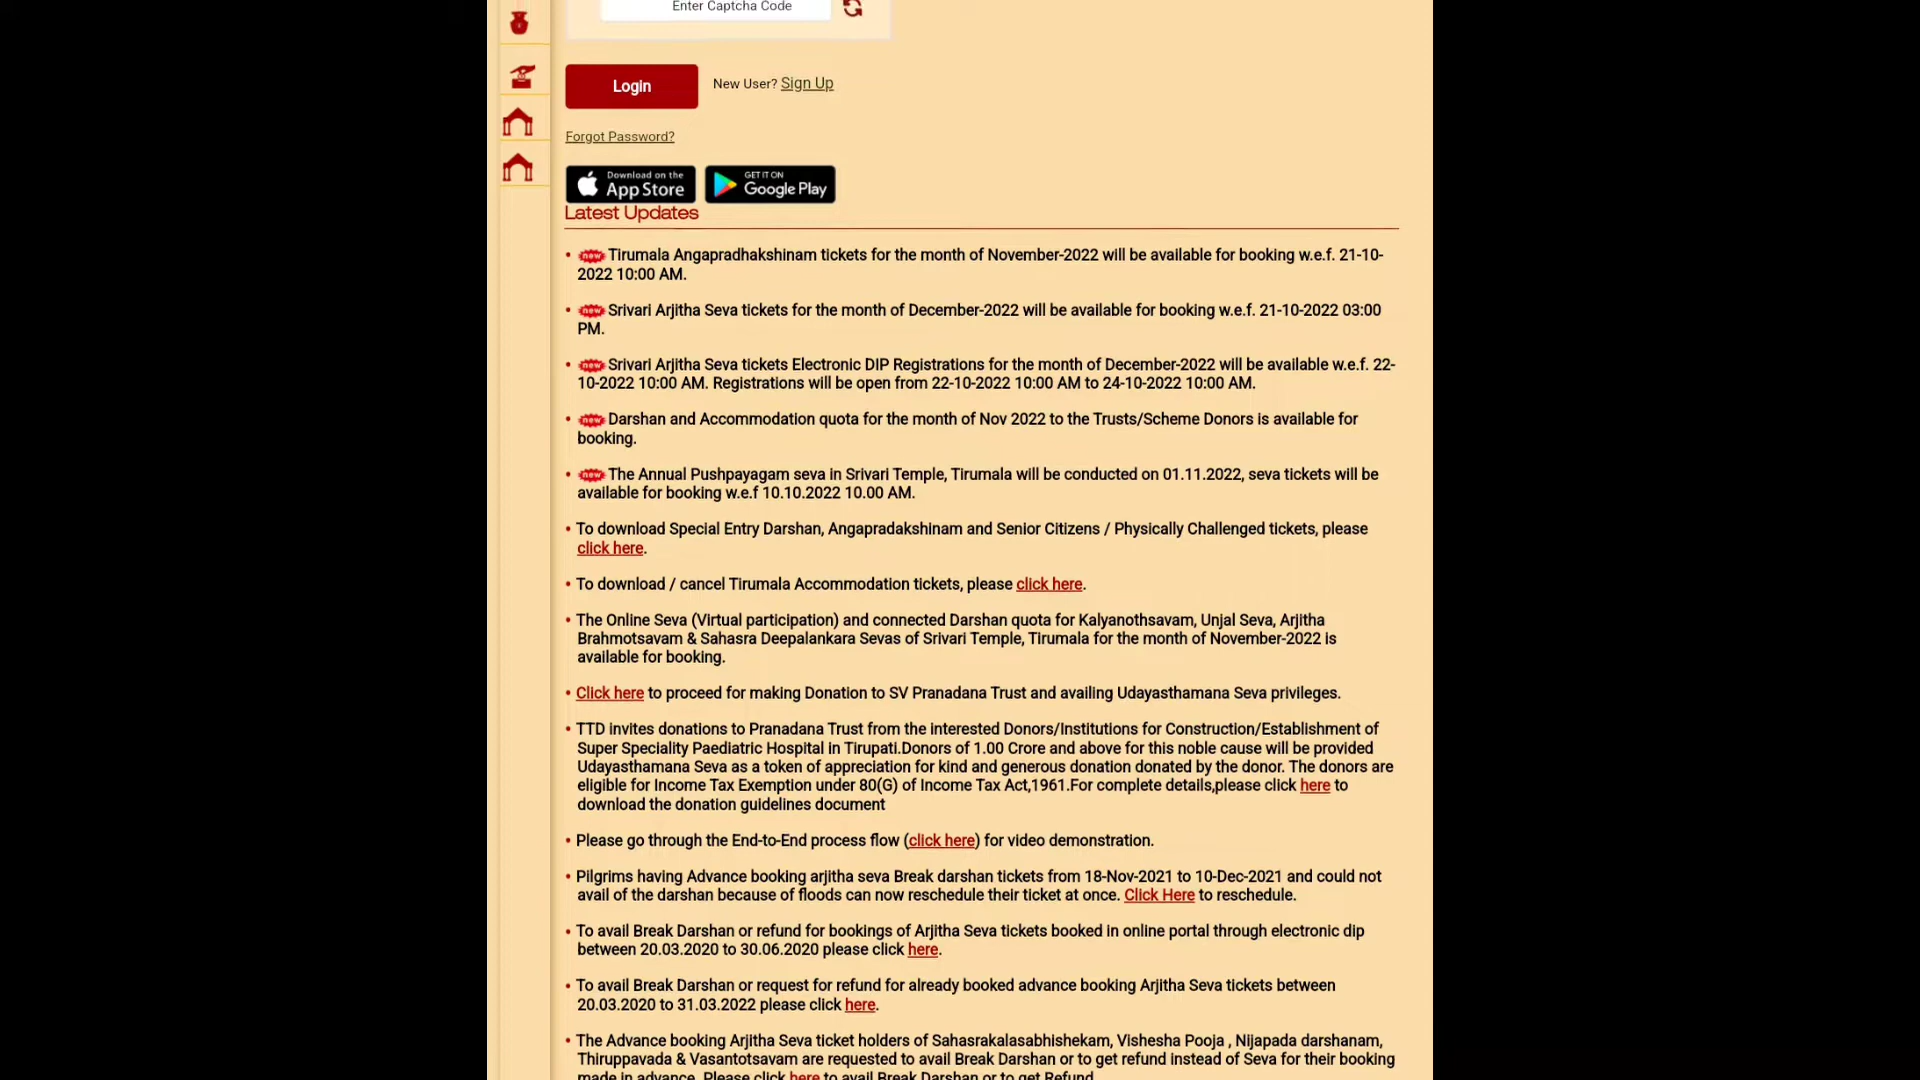 Enter Captcha Code
Login
New User? Sign Up
Forgot Password?
Download on the
App Store
GET IT ON
Google Play
Latest Updates
• new Tirumala Angapradhakshinam tickets for the month of November-2022 will be available for booking w.e.f. 21-10-
2022 10:00 AM.
• new Srivari Arjitha Seva tickets for the month of December-2022 will be available for booking w.e.f. 21-10-2022 03:00
PM.
• new Srivari Arjitha Seva tickets Electronic DIP Registrations for the month of December-2022 will be available w.e.f. 22-
10-2022 10:00 AM. Registrations will be open from 22-10-2022 10:00 AM to 24-10-2022 10:00 AM.
• new Darshan and Accommodation quota for the month of Nov 2022 to the Trusts/Scheme Donors is available for
booking.
• new The Annual Pushpayagam seva in Srivari Temple, Tirumala will be conducted on 01.11.2022, seva tickets will be
available for booking w.e.f 10.10.2022 10.00 AM.
• To download Special Entry Darshan, Angapradakshinam and Senior Citizens / Physically Challenged tickets, please
click here.
• To download / cancel Tirumala Accommodation tickets, please click here.
• The Online Seva (Virtual participation) and connected Darshan quota for Kalyanothsavam, Unjal Seva, Arjitha
Brahmotsavam & Sahasra Deepalankara Sevas of Srivari Temple, Tirumala for the month of November-2022 is
available for booking.
• Click here to proceed for making Donation to SV Pranadana Trust and availing Udayasthamana Seva privileges.
• TTD invites donations to Pranadana Trust from the interested Donors/Institutions for Construction/Establishment of
Super Speciality Paediatric Hospital in Tirupati.Donors of 1.00 Crore and above for this noble cause will be provided
Udayasthamana Seva as a token of appreciation for kind and generous donation donated by the donor. The donors are
eligible for Income Tax Exemption under 80(G) of Income Tax Act,1961.For complete details,please click here to
download the donation guidelines document
• Please go through the End-to-End process flow (click here) for video demonstration.
• Pilgrims having Advance booking arjitha seva Break darshan tickets from 18-Nov-2021 to 10-Dec-2021 and could not
avail of the darshan because of floods can now reschedule their ticket at once. Click Here to reschedule.
• To avail Break Darshan or refund for bookings of Arjitha Seva tickets booked in online portal through electronic dip
between 20.03.2020 to 30.06.2020 please click here.
• To avail Break Darshan or request for refund for already booked advance booking Arjitha Seva tickets between
20.03.2020 to 31.03.2022 please click here.
• The Advance booking Arjitha Seva ticket holders of Sahasrakalasabhishekam, Vishesha Pooja , Nijapada darshanam,
Thiruppavada & Vasantotsavam are requested to avail Break Darshan or to get refund instead of Seva for their booking
made in advance. Please click here to avail Break Darshan or to get Refund.